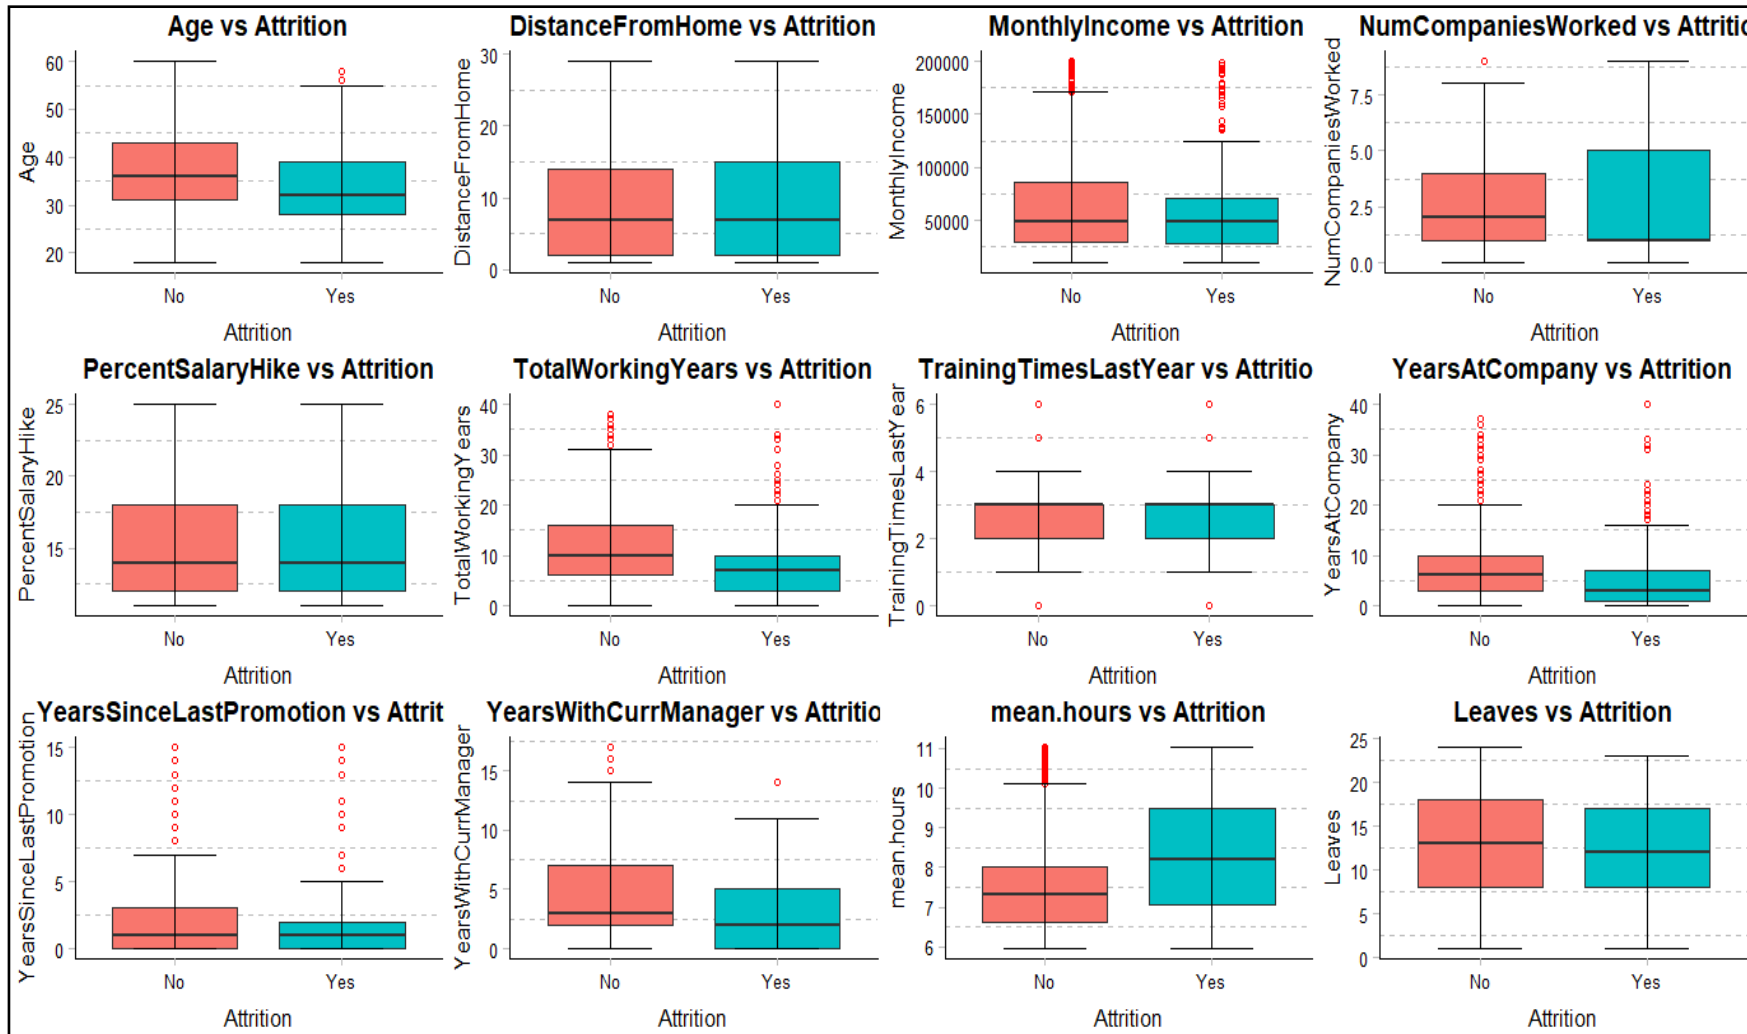 Age vs Attrition
Age
60
50
40
30
20
No
Yes
Attrition
DistanceFromHome vs Attrition
DistanceFromHome
30
20
10
0
No
Yes
Attrition
MonthlyIncome vs Attrition
MonthlyIncome
200000
150000
100000
50000
No
Yes
Attrition
NumCompaniesWorked vs Attritio
NumCompaniesWorked
7.5
5.0
2.5
0.0
No
Yes
Attrition
PercentSalaryHike vs Attrition
PercentSalaryHike
25
20
15
No
Yes
Attrition
TotalWorkingYears vs Attrition
TotalWorkingYears
40
30
20
10
0
No
Yes
Attrition
TrainingTimesLastYear vs Attritio
TrainingTimesLastYear
6
4
2
0
No
Yes
Attrition
YearsAtCompany vs Attrition
YearsAtCompany
40
30
20
10
0
No
Yes
Attrition
YearsSinceLastPromotion vs Attrit
YearsSinceLastPromotion
15
10
5
0
No
Yes
Attrition
YearsWithCurrManager vs Attritio
YearsWithCurrManager
15
10
5
0
No
Yes
Attrition
mean.hours vs Attrition
mean.hours
11
10
9
8
7
6
No
Yes
Attrition
Leaves vs Attrition
Leaves
25
20
15
10
5
0
No
Yes
Attrition